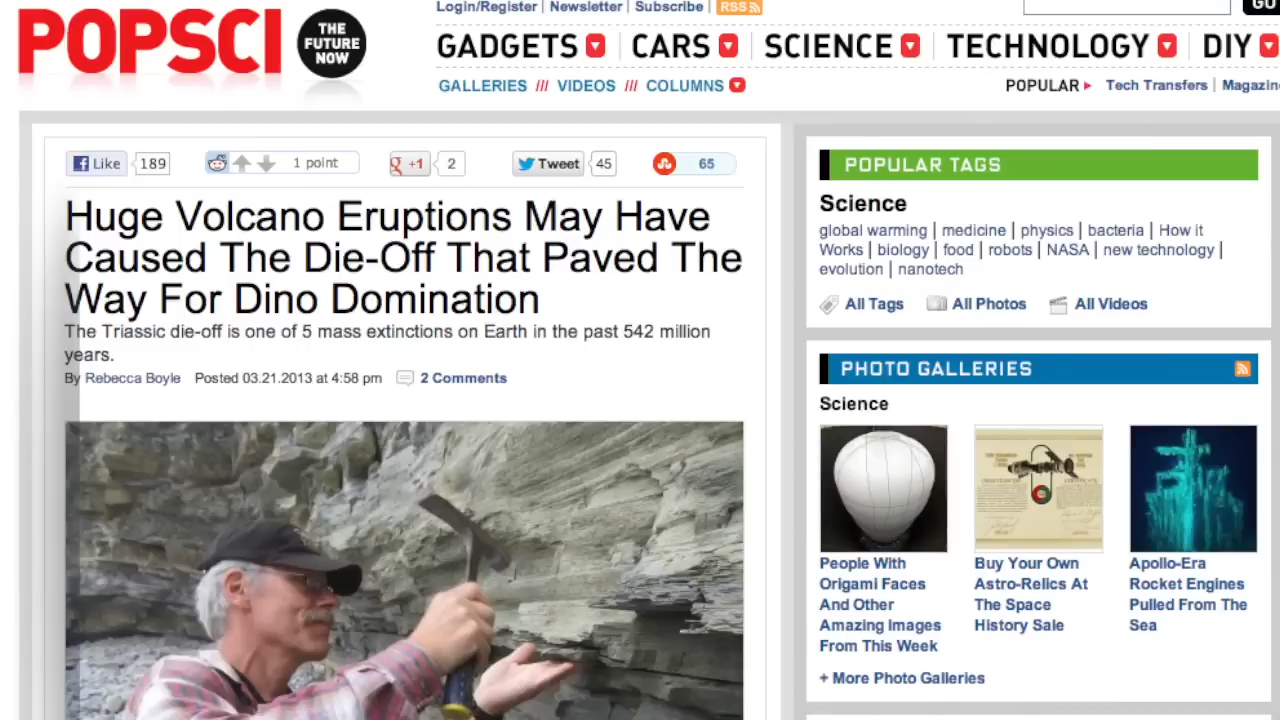 Login/Register | Newsletter | Subscribe | RSS
GO
POPSCI
THE
FUTURE
NOW
GADGETS
CARS
SCIENCE
TECHNOLOGY
DIY
GALLERIES /// VIDEOS /// COLUMNS
POPULAR Tech Transfers | Magazin
Like 189
1 point
g +1 2
Tweet 45
65
Huge Volcano Eruptions May Have
Caused The Die-Off That Paved The
Way For Dino Domination
The Triassic die-off is one of 5 mass extinctions on Earth in the past 542 million
years.
By Rebecca Boyle Posted 03.21.2013 at 4:58 pm 2 Comments
POPULAR TAGS
Science
global warming | medicine | physics | bacteria | How it
Works | biology | food | robots | NASA | new technology |
evolution | nanotech
All Tags All Photos All Videos
PHOTO GALLERIES
Science
People With
Origami Faces
And Other
Amazing Images
From This Week
Buy Your Own
Astro-Relics At
The Space
History Sale
Apollo-Era
Rocket Engines
Pulled From The
Sea
+ More Photo Galleries